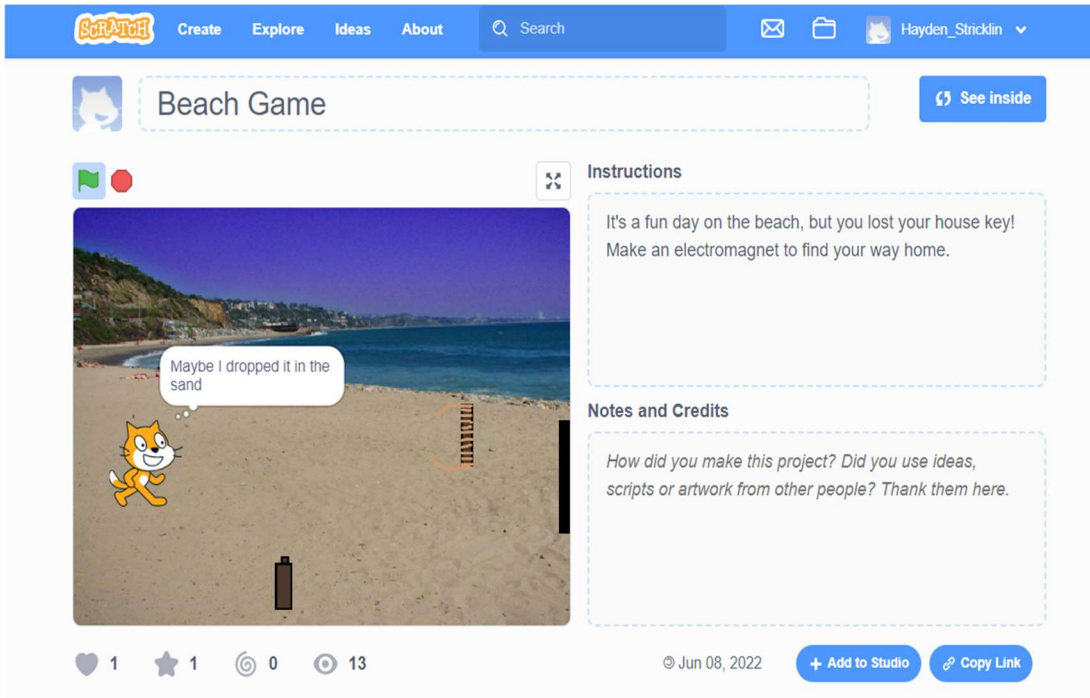 SCRATCH Create Explore Ideas About Search Hayden_Stricklin
Beach Game
See inside
Instructions
It's a fun day on the beach, but you lost your house key!
Make an electromagnet to find your way home.
Maybe I dropped it in the
sand
Notes and Credits
How did you make this project? Did you use ideas,
scripts or artwork from other people? Thank them here.
1 1 0 13
© Jun 08, 2022 + Add to Studio Copy Link